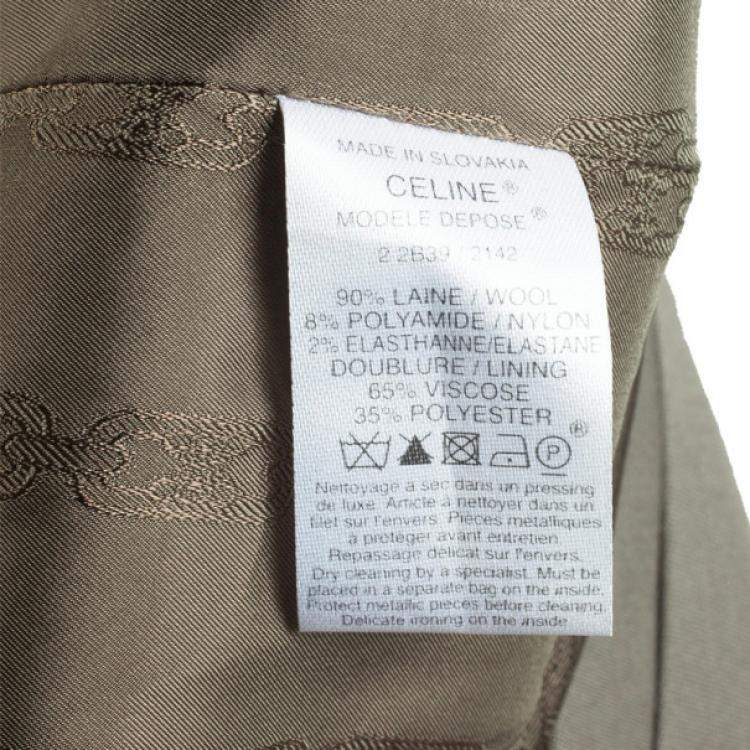 MADE IN SLOVAKIA
CELINE®
MODELE DEPOSE®
2 2B39 / 2142
90% LAINE / WOOL
8% POLYAMIDE / NYLON
2% ELASTHANNE/ELASTANE
DOUBLURE / LINING
65% VISCOSE
35% POLYESTER
®
P
Nettoyage a sec dans un pressing
de luxe. Article à nettoyer dans un
filet sur l'envers. Pièces métalliques
à protéger avant entretien.
Repassage délicat sur l'envers.
Dry cleaning by a specialist. Must be
placed in a separate bag on the inside.
Protect metallic pieces before cleaning.
Delicate ironing on the inside